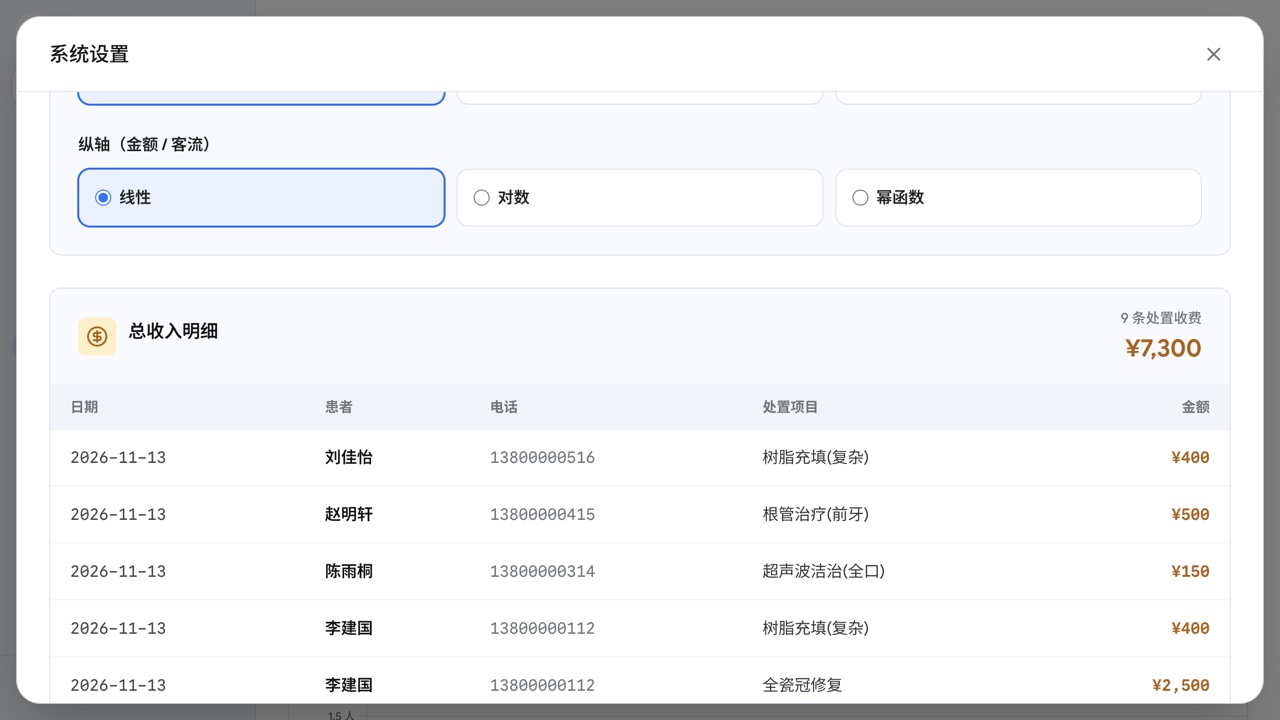 系统设置
纵轴（金额 / 客流）
线性
对数
幂函数
总收入明细
9 条处置收费
¥7,300
日期 患者 电话 处置项目 金额
2026-11-13 刘佳怡 13800000516 树脂充填(复杂) ¥400
2026-11-13 赵明轩 13800000415 根管治疗(前牙) ¥500
2026-11-13 陈雨桐 13800000314 超声波洁治(全口) ¥150
2026-11-13 李建国 13800000112 树脂充填(复杂) ¥400
2026-11-13 李建国 13800000112 全瓷冠修复 ¥2,500
1.5 人